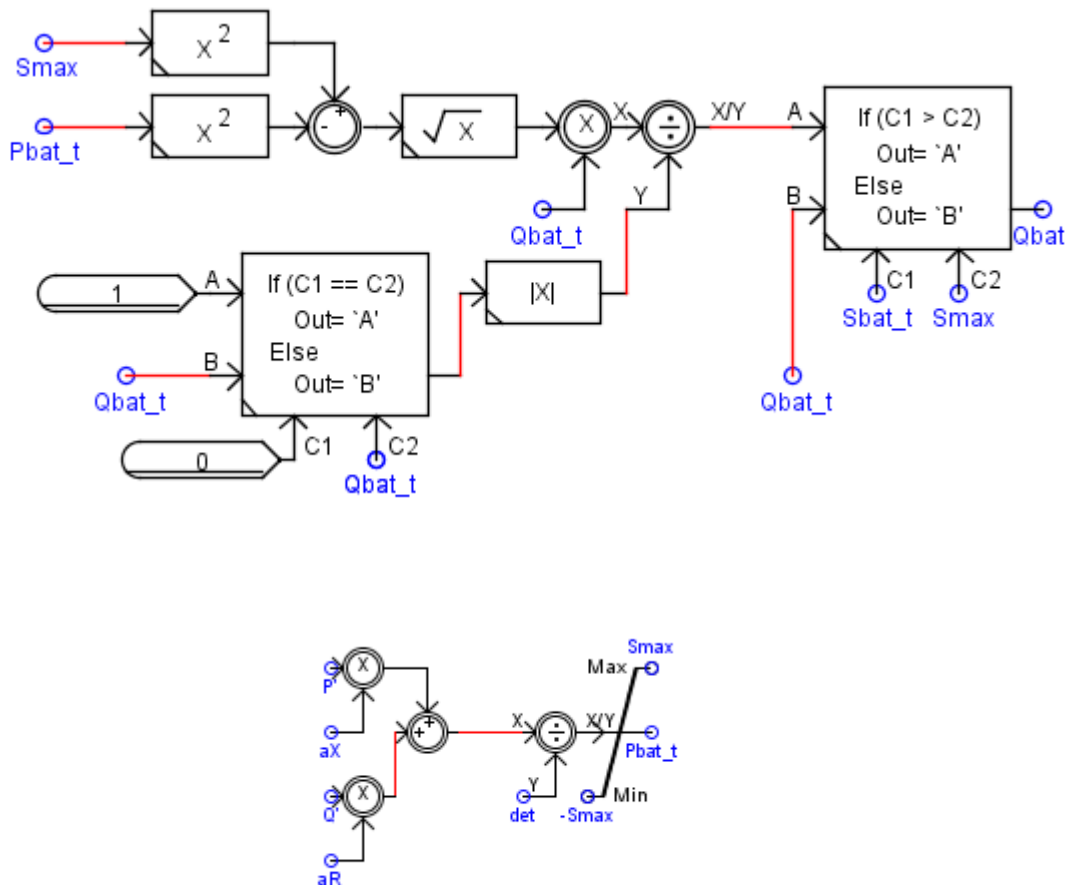 Smax
X 2
Pbat_t
X 2
+
-
√X
X
X
÷
X/Y
Y
Qbat_t
A
B
If (C1 > C2)
Out= `A'
Else
Out= `B'
Qbat
C1
C2
Sbat_t
Smax
Qbat_t
1
A
Qbat_t
B
If (C1 == C2)
Out= `A'
Else
Out= `B'
|X|
0
C1
C2
Qbat_t
P'
X
aX
+
+
Q'
X
aR
X
÷
X/Y
Y
det
Smax
Max
Pbat_t
Min
-Smax